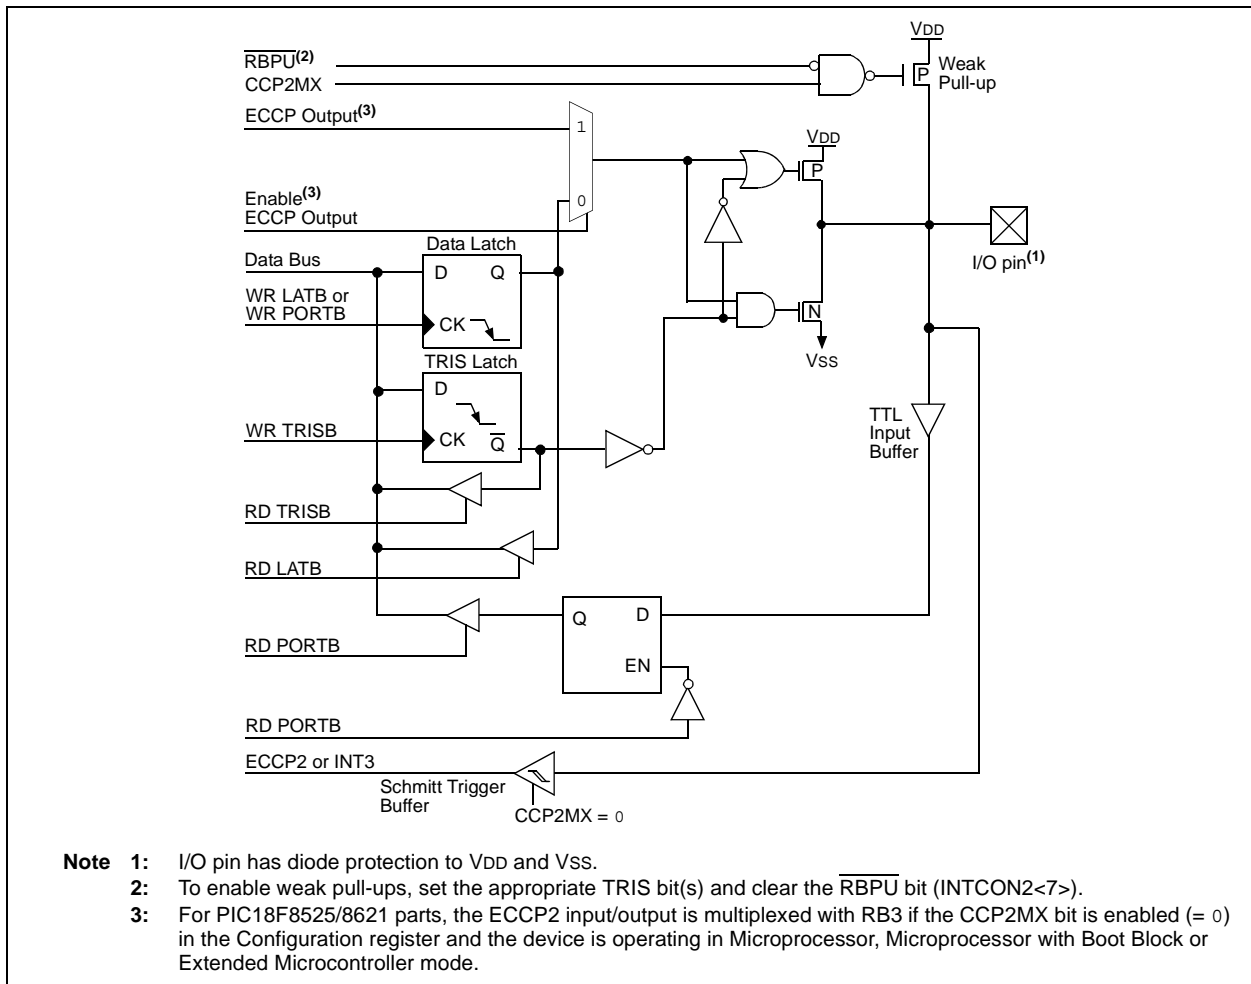 VDD
RBPU(2)
Weak
Pull-up
P
CCP2MX
ECCP Output(3)
1
VDD
P
Enable(3)
0
ECCP Output
I/O pin(1)
Data Latch
Data Bus
D Q
WR LATB or
WR PORTB
CK
N
VSS
TRIS Latch
D
TTL
Input
Buffer
WR TRISB
CK Q
RD TRISB
RD LATB
Q D
RD PORTB
EN
RD PORTB
ECCP2 or INT3
Schmitt Trigger
Buffer
CCP2MX = 0
Note 1: I/O pin has diode protection to VDD and VSS.
2: To enable weak pull-ups, set the appropriate TRIS bit(s) and clear the RBPU bit (INTCON2<7>).
3: For PIC18F8525/8621 parts, the ECCP2 input/output is multiplexed with RB3 if the CCP2MX bit is enabled (= 0)
in the Configuration register and the device is operating in Microprocessor, Microprocessor with Boot Block or
Extended Microcontroller mode.